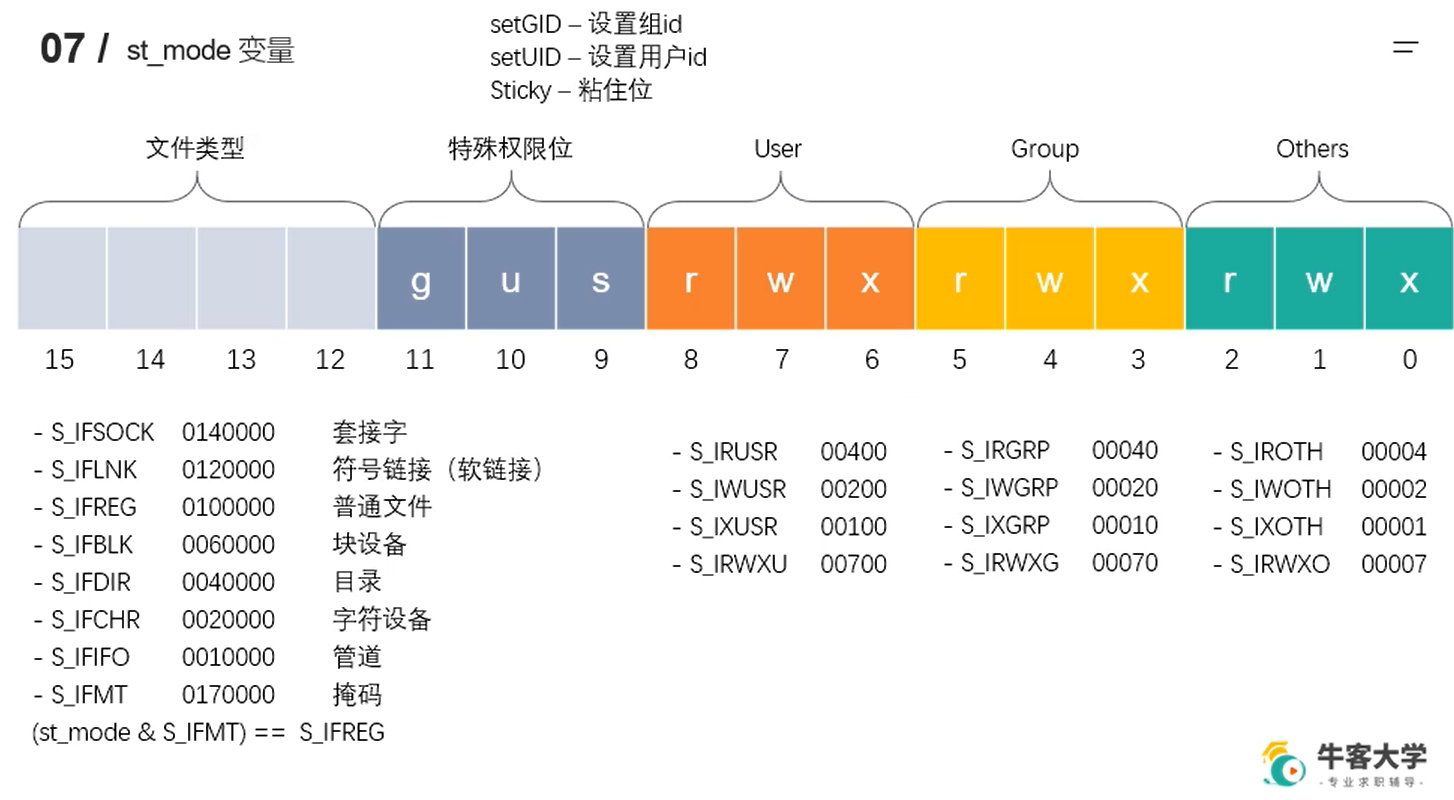 07 / st_mode 变量
setGID – 设置组id
setUID – 设置用户id
Sticky – 粘住位
文件类型 特殊权限位 User Group Others
g u s r w x r w x r w x
15 14 13 12 11 10 9 8 7 6 5 4 3 2 1 0
- S_IFSOCK 0140000 套接字
- S_IFLNK 0120000 符号链接（软链接）
- S_IFREG 0100000 普通文件
- S_IFBLK 0060000 块设备
- S_IFDIR 0040000 目录
- S_IFCHR 0020000 字符设备
- S_IFIFO 0010000 管道
- S_IFMT 0170000 掩码
(st_mode & S_IFMT) == S_IFREG
- S_IRUSR 00400
- S_IWUSR 00200
- S_IXUSR 00100
- S_IRWXU 00700
- S_IRGRP 00040
- S_IWGRP 00020
- S_IXGRP 00010
- S_IRWXG 00070
- S_IROTH 00004
- S_IWOTH 00002
- S_IXOTH 00001
- S_IRWXO 00007
牛客大学
-专业求职辅导-